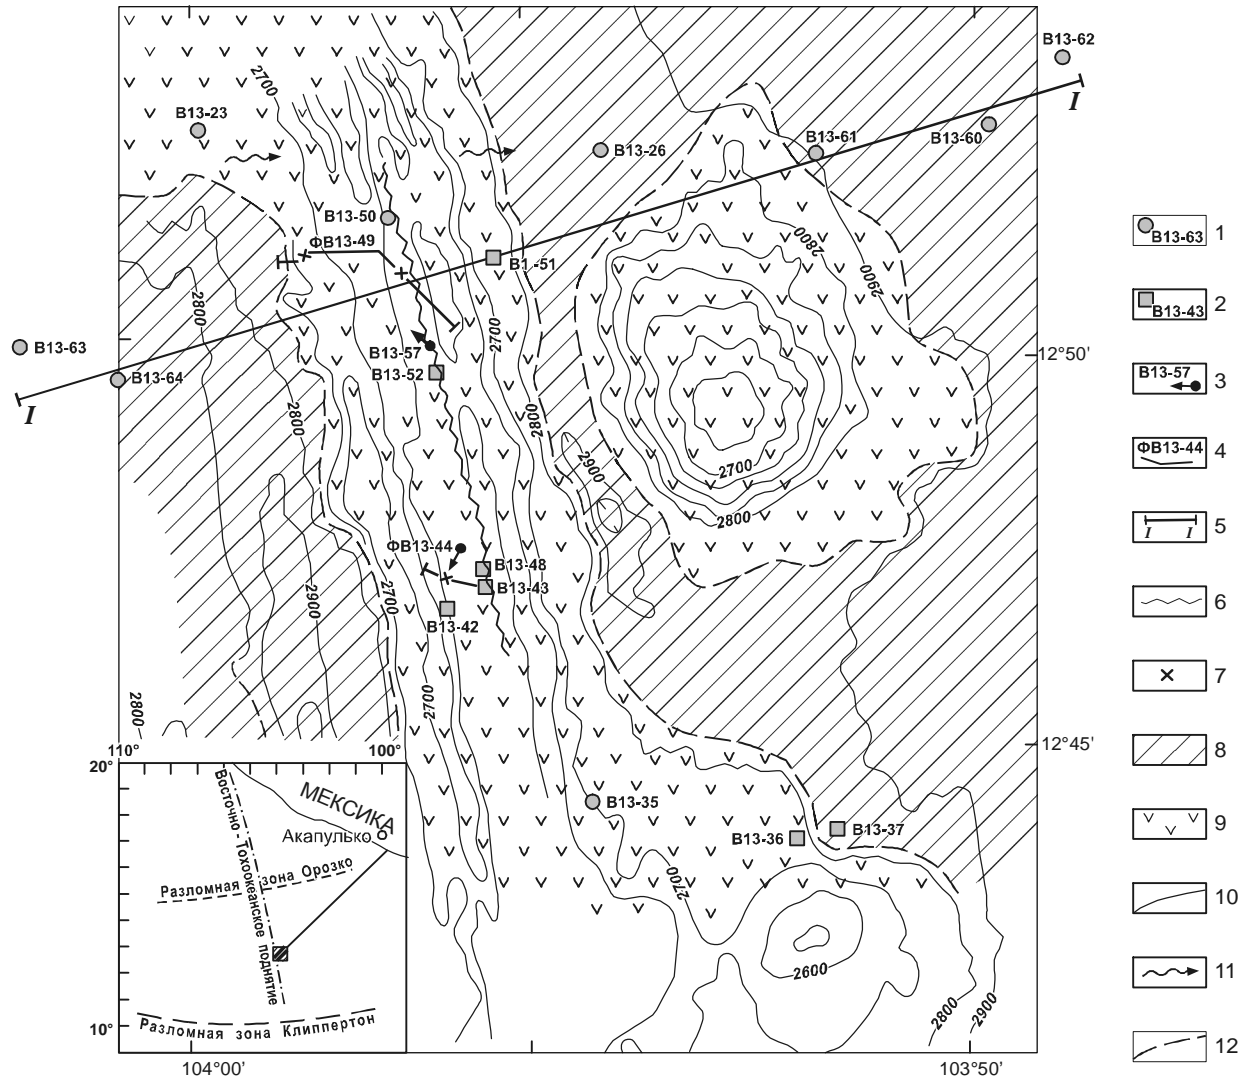 B13-62
I
2700
B13-23
B13-26
B13-61
B13-60
B13-50
ФB13-49
B1 -51
2800
2900
2800
B13-63
B13-64
I
B13-57
B13-52
2700
2800
2800
2900
2700
2800
12°50'
ФB13-44
B13-48
B13-43
B13-42
2900
2700
2700
2800
12°45'
B13-35
B13-36
B13-37
2700
2600
2800
2900
110°
100°
20°
10°
МЕКСИКА
Акапулько
Восточно - Тохоокеанское поднятие
Разломная зона Орозко
Разломная зона Клиппертон
104°00'
103°50'
B13-63 1
B13-43 2
B13-57 3
ФB13-44 4
I I 5
6
7
8
9
10
11
12